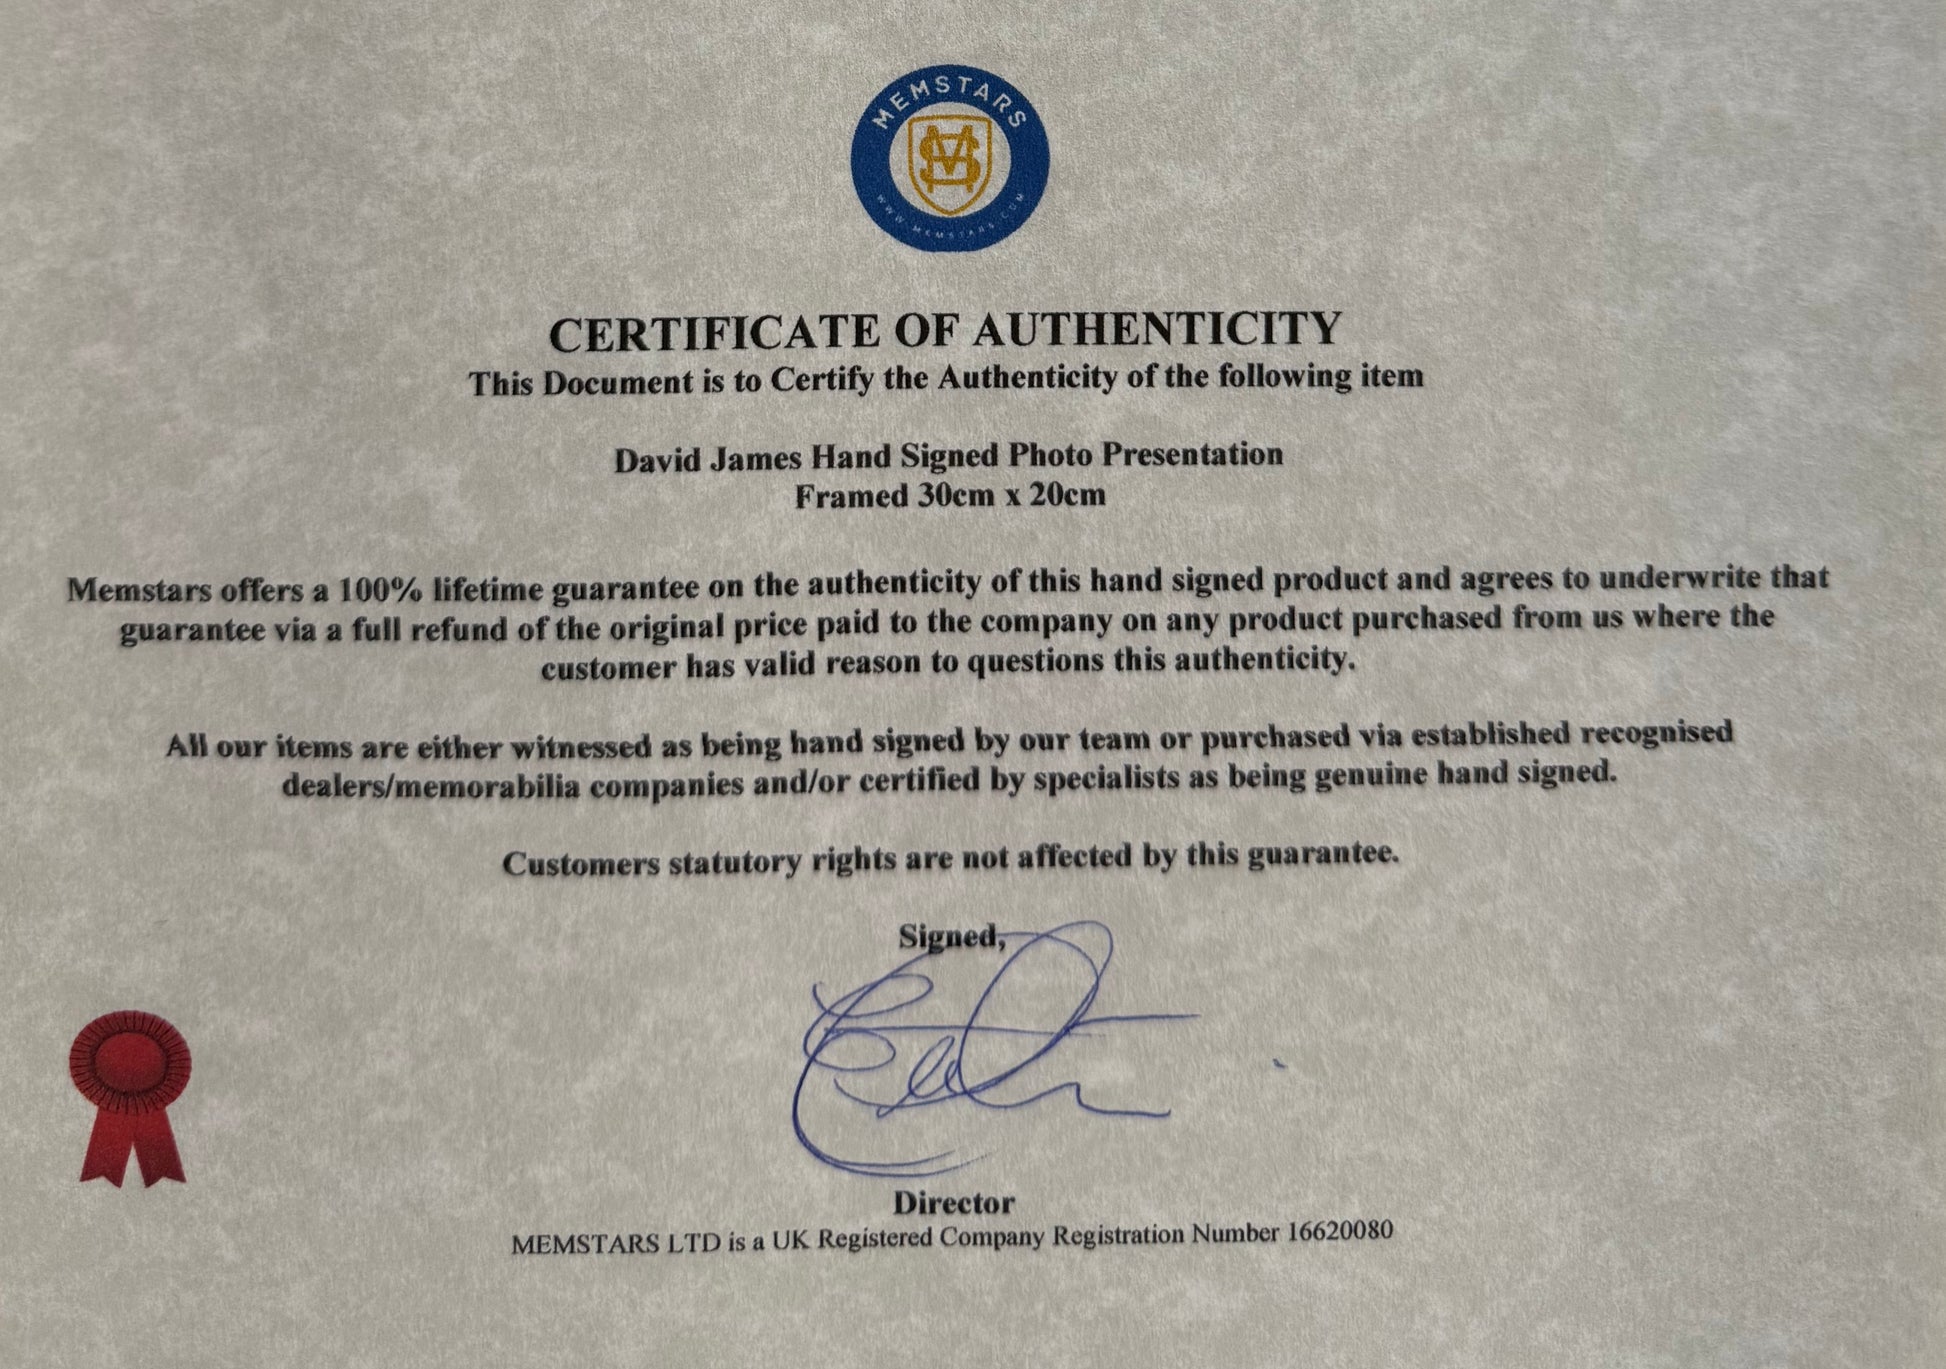 MEMSTARS
WWW.MEMSTARS.COM
CERTIFICATE OF AUTHENTICITY
This Document is to Certify the Authenticity of the following item
David James Hand Signed Photo Presentation
Framed 30cm x 20cm
Memstars offers a 100% lifetime guarantee on the authenticity of this hand signed product and agrees to underwrite that
guarantee via a full refund of the original price paid to the company on any product purchased from us where the
customer has valid reason to questions this authenticity.
All our items are either witnessed as being hand signed by our team or purchased via established recognised
dealers/memorabilia companies and/or certified by specialists as being genuine hand signed.
Customers statutory rights are not affected by this guarantee.
Signed,
Director
MEMSTARS LTD is a UK Registered Company Registration Number 16620080